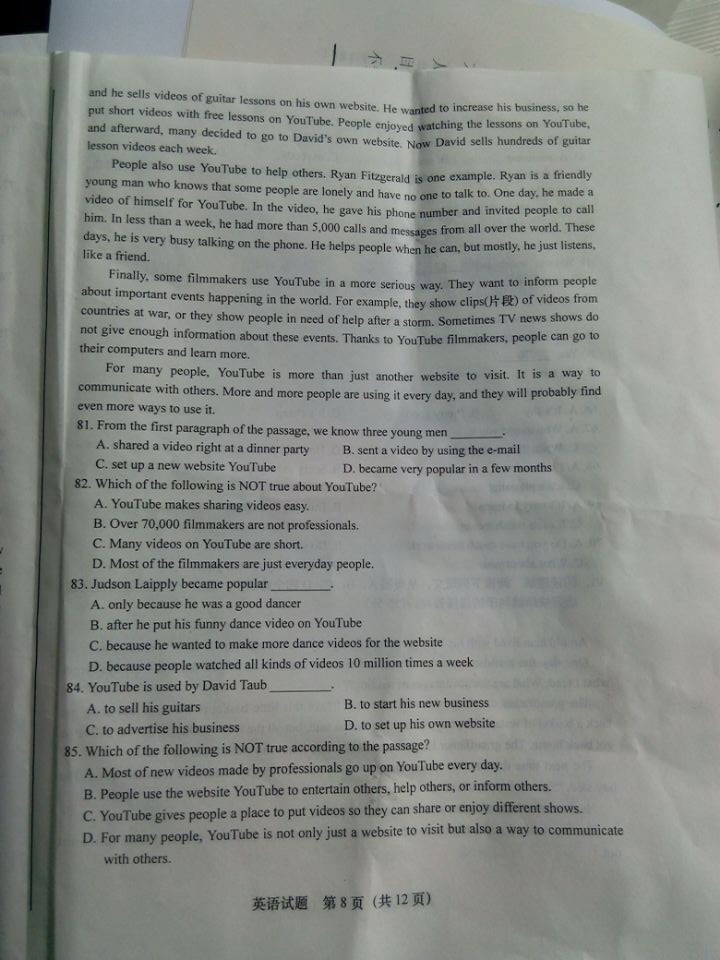 and he sells videos of guitar lessons on his own website. He wanted to increase his business, so he
put short videos with free lessons on YouTube. People enjoyed watching the lessons on YouTube,
and afterward, many decided to go to David's own website. Now David sells hundreds of guitar
lesson videos each week.
People also use YouTube to help others. Ryan Fitzgerald is one example. Ryan is a friendly
young man who knows that some people are lonely and have no one to talk to. One day, he made a
video of himself for YouTube. In the video, he gave his phone number and invited people to call
him. In less than a week, he had more than 5,000 calls and messages from all over the world. These
days, he is very busy talking on the phone. He helps people when he can, but mostly, he just listens,
like a friend.
Finally, some filmmakers use YouTube in a more serious way. They want to inform people
about important events happening in the world. For example, they show clips(片段) of videos from
countries at war, or they show people in need of help after a storm. Sometimes TV news shows do
not give enough information about these events. Thanks to YouTube filmmakers, people can go to
their computers and learn more.
For many people, YouTube is more than just another website to visit. It is a way to
communicate with others. More and more people are using it every day, and they will probably find
even more ways to use it.
81. From the first paragraph of the passage, we know three young men ________.
A. shared a video right at a dinner party B. sent a video by using the e-mail
C. set up a new website YouTube D. became very popular in a few months
82. Which of the following is NOT true about YouTube?
A. YouTube makes sharing videos easy.
B. Over 70,000 filmmakers are not professionals.
C. Many videos on YouTube are short.
D. Most of the filmmakers are just everyday people.
83. Judson Laipply became popular ________.
A. only because he was a good dancer
B. after he put his funny dance video on YouTube
C. because he wanted to make more dance videos for the website
D. because people watched all kinds of videos 10 million times a week
84. YouTube is used by David Taub ________.
A. to sell his guitars B. to start his new business
C. to advertise his business D. to set up his own website
85. Which of the following is NOT true according to the passage?
A. Most of new videos made by professionals go up on YouTube every day.
B. People use the website YouTube to entertain others, help others, or inform others.
C. YouTube gives people a place to put videos so they can share or enjoy different shows.
D. For many people, YouTube is not only just a website to visit but also a way to communicate
with others.
英语试题 第 8 页（共 12 页）